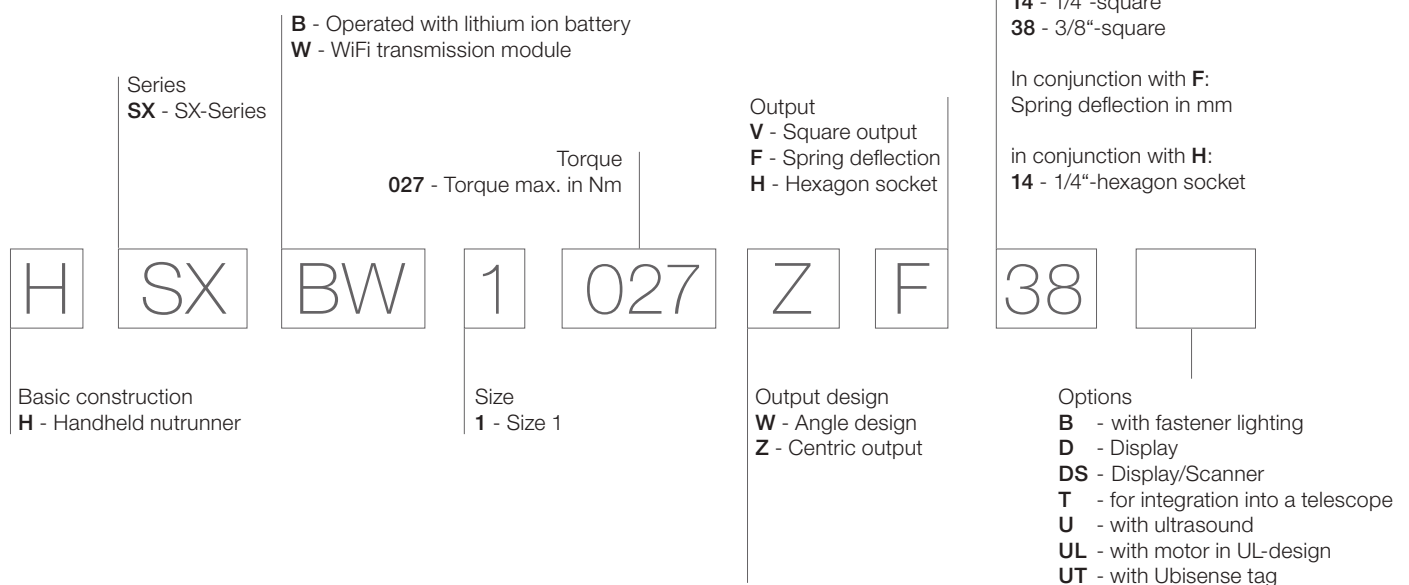 14 - 1/4“-square
38 - 3/8“-square
B - Operated with lithium ion battery
W - WiFi transmission module
In conjunction with F:
Spring deflection in mm
Series
SX - SX-Series
Output
V - Square output
F - Spring deflection
H - Hexagon socket
Torque
027 - Torque max. in Nm
in conjunction with H:
14 - 1/4“-hexagon socket
H SX BW 1 027 Z F 38
Basic construction
H - Handheld nutrunner
Size
1 - Size 1
Output design
W - Angle design
Z - Centric output
Options
B - with fastener lighting
D - Display
DS - Display/Scanner
T - for integration into a telescope
U - with ultrasound
UL - with motor in UL-design
UT - with Ubisense tag